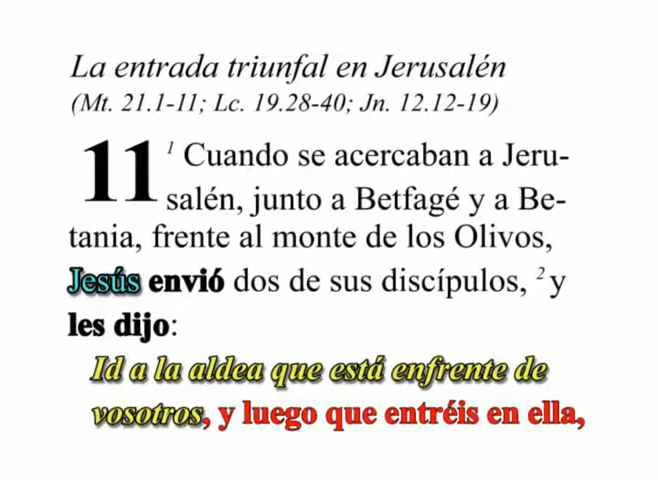 La entrada triunfal en Jerusalén
(Mt. 21.1-11; Lc. 19.28-40; Jn. 12.12-19)
11 ¹ Cuando se acercaban a Jeru-
salén, junto a Betfagé y a Be-
tania, frente al monte de los Olivos,
Jesús envió dos de sus discípulos, ² y
les dijo:
Id a la aldea que está enfrente de
vosotros, y luego que entréis en ella,